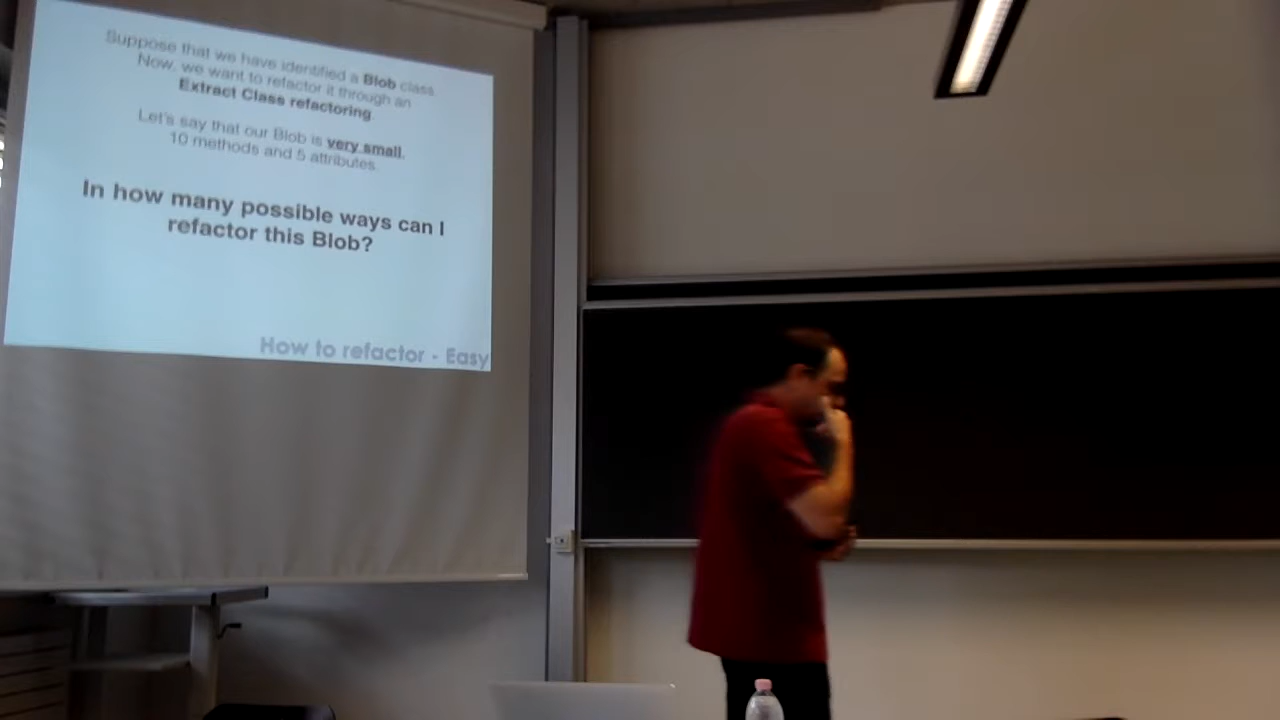 Suppose that we have identified a Blob class
Now, we want to refactor it through an
Extract Class refactoring.
Let's say that our Blob is very small,
10 methods and 5 attributes.
In how many possible ways can I
refactor this Blob?
How to refactor - Easy